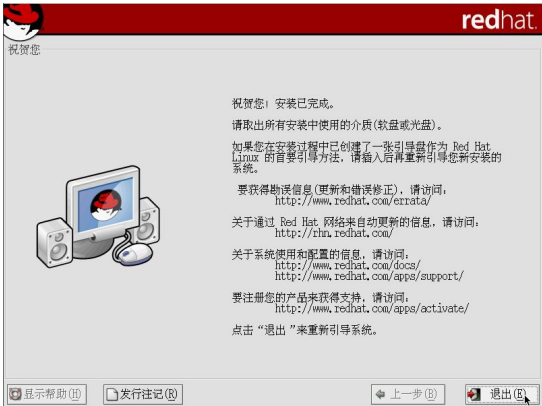 redhat.
祝贺您
祝贺您！安装已完成。
请取出所有安装中使用的介质(软盘或光盘)。
如果您在安装过程中已创建了一张引导盘作为 Red Hat
Linux 的首要引导方法，请插入后再重新引导您新安装的
系统。
要获得勘误信息(更新和错误修正)，请访问：
http://www.redhat.com/errata/
关于通过 Red Hat 网络来自动更新的信息，请访问：
http://rhn.redhat.com/
关于系统使用和配置的信息，请访问：
http://www.redhat.com/docs/
http://www.redhat.com/apps/support/
要注册您的产品来获得支持，请访问：
http://www.redhat.com/apps/activate/
点击“退出”来重新引导系统。
显示帮助(H) 发行注记(R) 上一步(B) 退出(E)